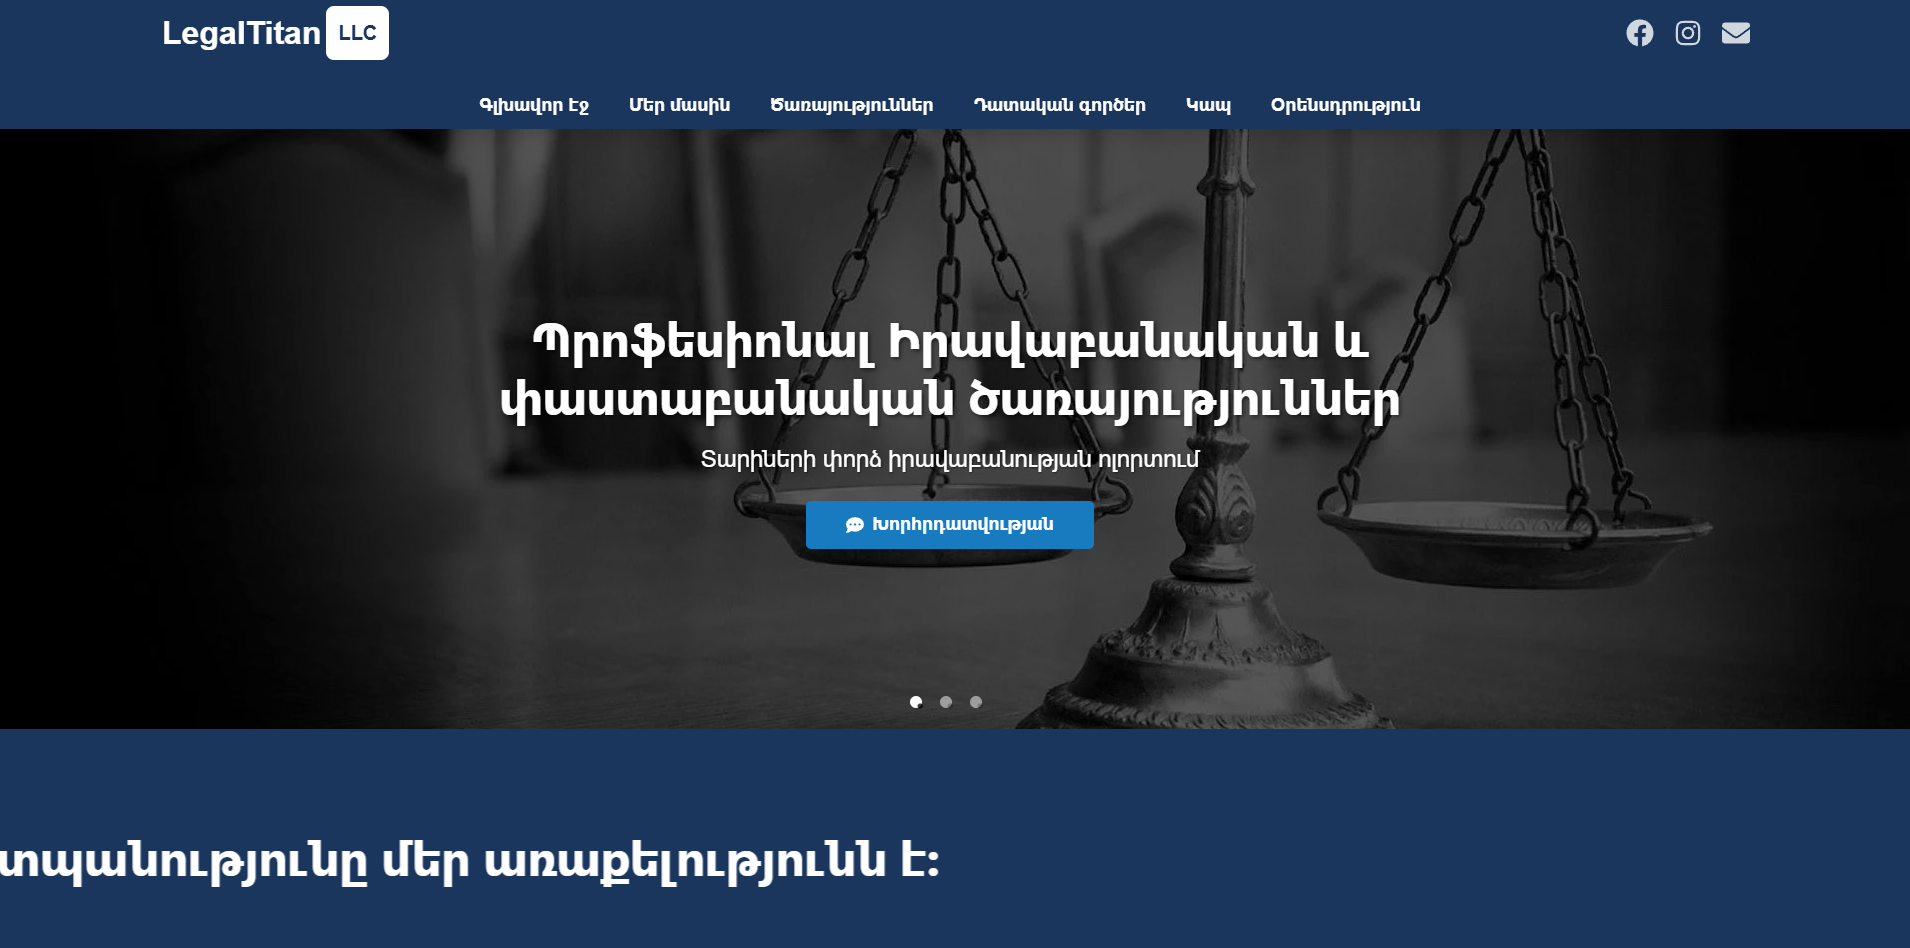 LegalTitan LLC
Գլխավոր էջ Մեր մասին Ծառայություններ Դատական գործեր Կապ Օրենսդրություն
Պրոֆեսիոնալ Իրավաբանական և
փաստաբանական ծառայություններ
Տարիների փորձ իրավաբանության ոլորտում
Խորհրդատվության
տպանությունը մեր առաքելությունն է: